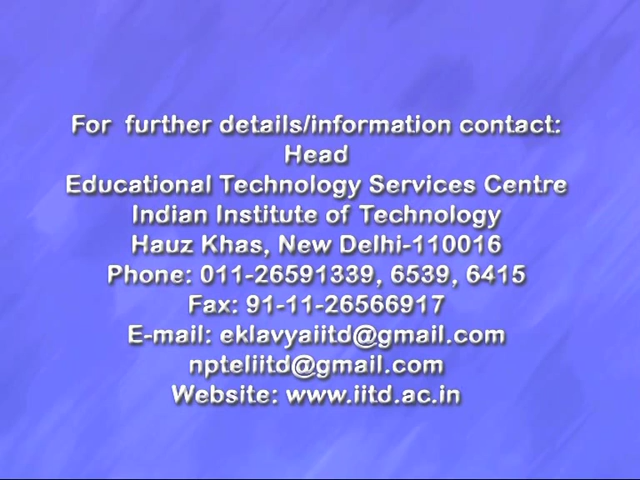 For further details/information contact:
Head
Educational Technology Services Centre
Indian Institute of Technology
Hauz Khas, New Delhi-110016
Phone: 011-26591339, 6539, 6415
Fax: 91-11-26566917
E-mail: eklavyaiitd@gmail.com
npteliitd@gmail.com
Website: www.iitd.ac.in